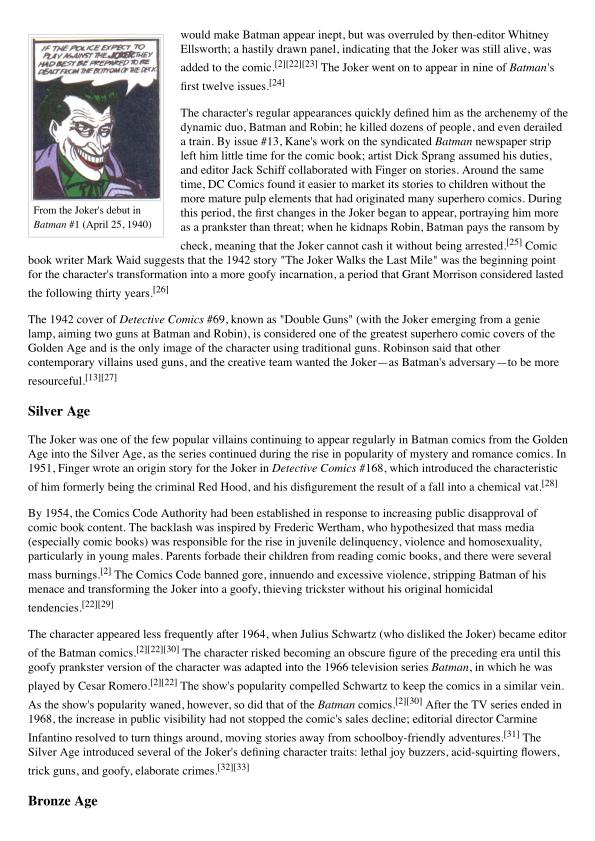 IF THE POLICE EXPECT TO
PLAY AGAINST THE JOKER, THEY
HAD BEST BE PREPARED TO BE
DEALT FROM THE BOTTOM OF THE DECK.
From the Joker's debut in
Batman #1 (April 25, 1940)
would make Batman appear inept, but was overruled by then-editor Whitney
Ellsworth; a hastily drawn panel, indicating that the Joker was still alive, was
added to the comic.[2][22][23] The Joker went on to appear in nine of Batman's
first twelve issues.[24]
The character's regular appearances quickly defined him as the archenemy of the
dynamic duo, Batman and Robin; he killed dozens of people, and even derailed
a train. By issue #13, Kane's work on the syndicated Batman newspaper strip
left him little time for the comic book; artist Dick Sprang assumed his duties,
and editor Jack Schiff collaborated with Finger on stories. Around the same
time, DC Comics found it easier to market its stories to children without the
more mature pulp elements that had originated many superhero comics. During
this period, the first changes in the Joker began to appear, portraying him more
as a prankster than threat; when he kidnaps Robin, Batman pays the ransom by
check, meaning that the Joker cannot cash it without being arrested.[25] Comic
book writer Mark Waid suggests that the 1942 story "The Joker Walks the Last Mile" was the beginning point
for the character's transformation into a more goofy incarnation, a period that Grant Morrison considered lasted
the following thirty years.[26]
The 1942 cover of Detective Comics #69, known as "Double Guns" (with the Joker emerging from a genie
lamp, aiming two guns at Batman and Robin), is considered one of the greatest superhero comic covers of the
Golden Age and is the only image of the character using traditional guns. Robinson said that other
contemporary villains used guns, and the creative team wanted the Joker—as Batman's adversary—to be more
resourceful.[13][27]
Silver Age
The Joker was one of the few popular villains continuing to appear regularly in Batman comics from the Golden
Age into the Silver Age, as the series continued during the rise in popularity of mystery and romance comics. In
1951, Finger wrote an origin story for the Joker in Detective Comics #168, which introduced the characteristic
of him formerly being the criminal Red Hood, and his disfigurement the result of a fall into a chemical vat.[28]
By 1954, the Comics Code Authority had been established in response to increasing public disapproval of
comic book content. The backlash was inspired by Frederic Wertham, who hypothesized that mass media
(especially comic books) was responsible for the rise in juvenile delinquency, violence and homosexuality,
particularly in young males. Parents forbade their children from reading comic books, and there were several
mass burnings.[2] The Comics Code banned gore, innuendo and excessive violence, stripping Batman of his
menace and transforming the Joker into a goofy, thieving trickster without his original homicidal
tendencies.[22][29]
The character appeared less frequently after 1964, when Julius Schwartz (who disliked the Joker) became editor
of the Batman comics.[2][22][30] The character risked becoming an obscure figure of the preceding era until this
goofy prankster version of the character was adapted into the 1966 television series Batman, in which he was
played by Cesar Romero.[2][22] The show's popularity compelled Schwartz to keep the comics in a similar vein.
As the show's popularity waned, however, so did that of the Batman comics.[2][30] After the TV series ended in
1968, the increase in public visibility had not stopped the comic's sales decline; editorial director Carmine
Infantino resolved to turn things around, moving stories away from schoolboy-friendly adventures.[31] The
Silver Age introduced several of the Joker's defining character traits: lethal joy buzzers, acid-squirting flowers,
trick guns, and goofy, elaborate crimes.[32][33]
Bronze Age